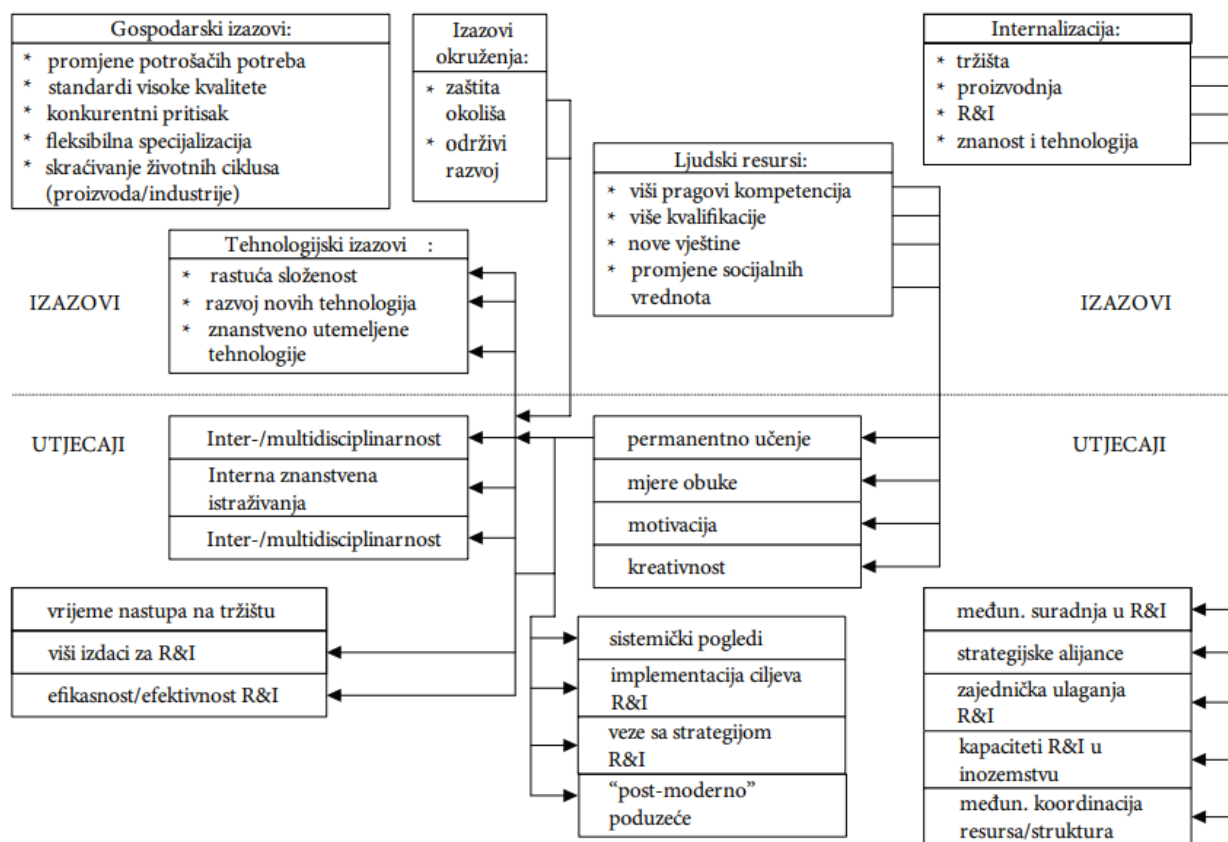 Gospodarski izazovi:
* promjene potrošačih potreba
* standardi visoke kvalitete
* konkurentni pritisak
* fleksibilna specijalizacija
* skraćivanje životnih ciklusa
(proizvoda/industrije)
Izazovi
okruženja:
* zaštita
okoliša
* održivi
razvoj
Internalizacija:
* tržišta
* proizvodnja
* R&I
* znanost i tehnologija
Ljudski resursi:
* viši pragovi kompetencija
* više kvalifikacije
* nove vještine
* promjene socijalnih
vrednota
Tehnologijski izazovi :
* rastuća složenost
* razvoj novih tehnologija
* znanstveno utemeljene
tehnologije
IZAZOVI
IZAZOVI
UTJECAJI
UTJECAJI
Inter-/multidisciplinarnost
Interna znanstvena
istraživanja
Inter-/multidisciplinarnost
permanentno učenje
mjere obuke
motivacija
kreativnost
vrijeme nastupa na tržištu
viši izdaci za R&I
efikasnost/efektivnost R&I
sistemički pogledi
implementacija ciljeva
R&I
veze sa strategijom
R&I
“post-moderno”
poduzeće
međun. suradnja u R&I
strategijske alijance
zajednička ulaganja
R&I
kapaciteti R&I u
inozemstvu
međun. koordinacija
resursa/struktura